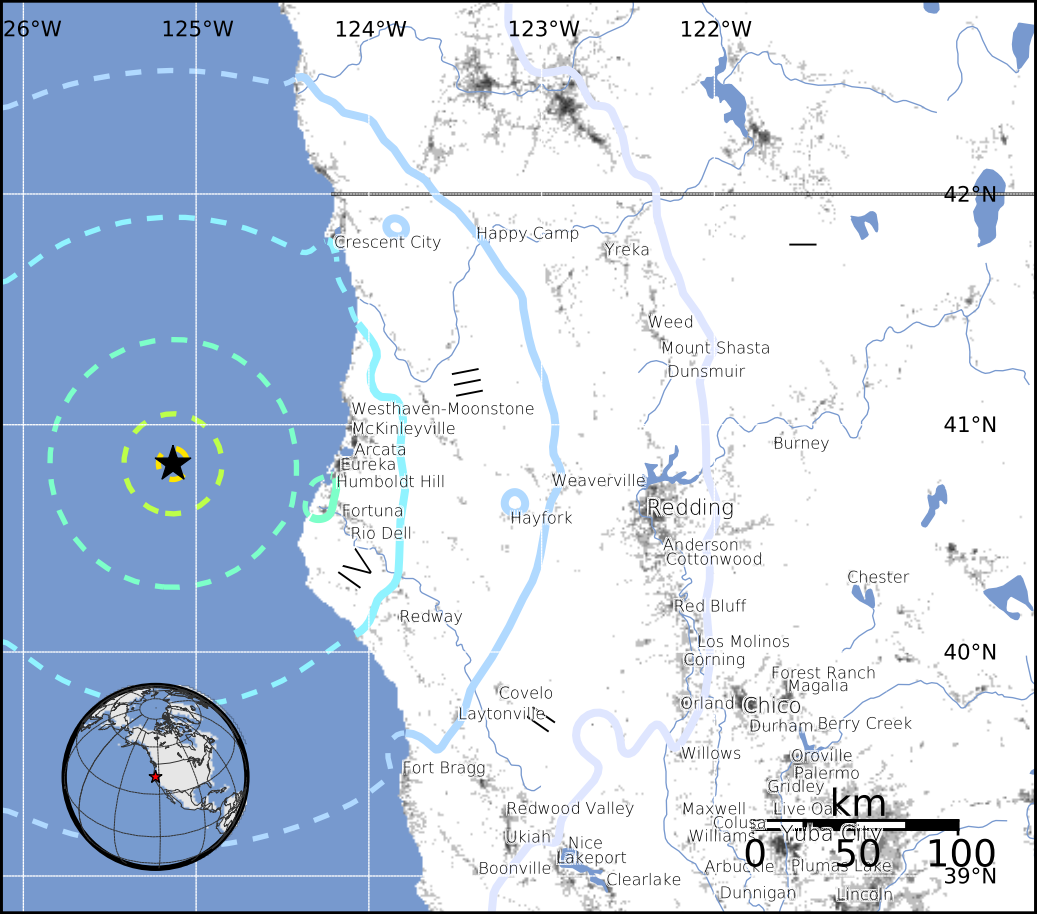 26°W
125°W
124°W
123°W
122°W
42°N
Crescent City
Happy Camp
Yreka
Weed
Mount Shasta
Dunsmuir
III
Westhaven-Moonstone
McKinleyville
41°N
Burney
Arcata
Eureka
Humboldt Hill
Weaverville
Fortuna
Hayfork
Redding
Rio Dell
Anderson
Cottonwood
IV
Chester
Redway
Red Bluff
Los Molinos
40°N
Corning
Forest Ranch
Magalia
Covelo
Orland
Chico
Laytonville
II
Durham
Berry Creek
Willows
Oroville
Fort Bragg
Palermo
Gridley
km
Redwood Valley
Maxwell
Live Oa
Colusa
Williams
Yuba City
Ukiah
Nice
Lakeport
0
50
100
Boonville
Arbuckle
Plumas Lake
39°N
Clearlake
Dunnigan
Lincoln
I